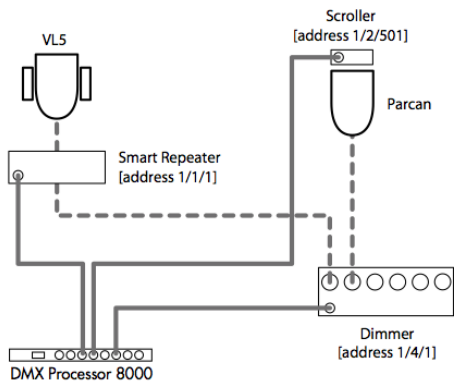 Scroller
[address 1/2/501]
VL5
Parcan
Smart Repeater
[address 1/1/1]
Dimmer
[address 1/4/1]
DMX Processor 8000